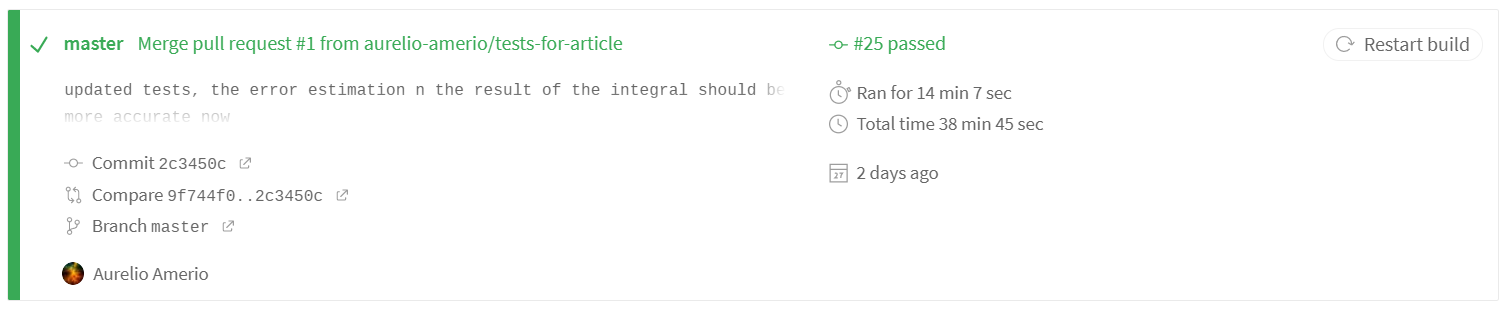 master Merge pull request #1 from aurelio-amerio/tests-for-article
updated tests, the error estimation n the result of the integral should be
more accurate now
Commit 2c3450c
Compare 9f744f0..2c3450c
Branch master
Aurelio Amerio
#25 passed
Ran for 14 min 7 sec
Total time 38 min 45 sec
27
2 days ago
Restart build